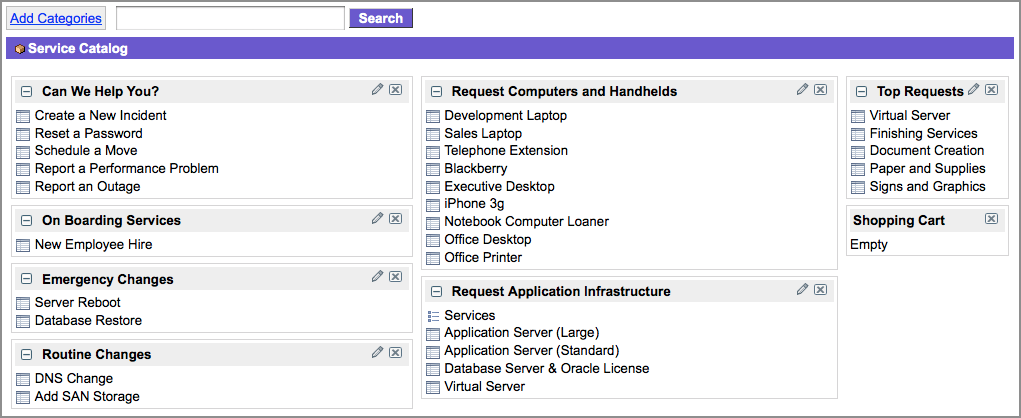 Add Categories
Search
Service Catalog
Can We Help You?
Create a New Incident
Reset a Password
Schedule a Move
Report a Performance Problem
Report an Outage
On Boarding Services
New Employee Hire
Emergency Changes
Server Reboot
Database Restore
Routine Changes
DNS Change
Add SAN Storage
Request Computers and Handhelds
Development Laptop
Sales Laptop
Telephone Extension
Blackberry
Executive Desktop
iPhone 3g
Notebook Computer Loaner
Office Desktop
Office Printer
Request Application Infrastructure
Services
Application Server (Large)
Application Server (Standard)
Database Server & Oracle License
Virtual Server
Top Requests
Virtual Server
Finishing Services
Document Creation
Paper and Supplies
Signs and Graphics
Shopping Cart
Empty